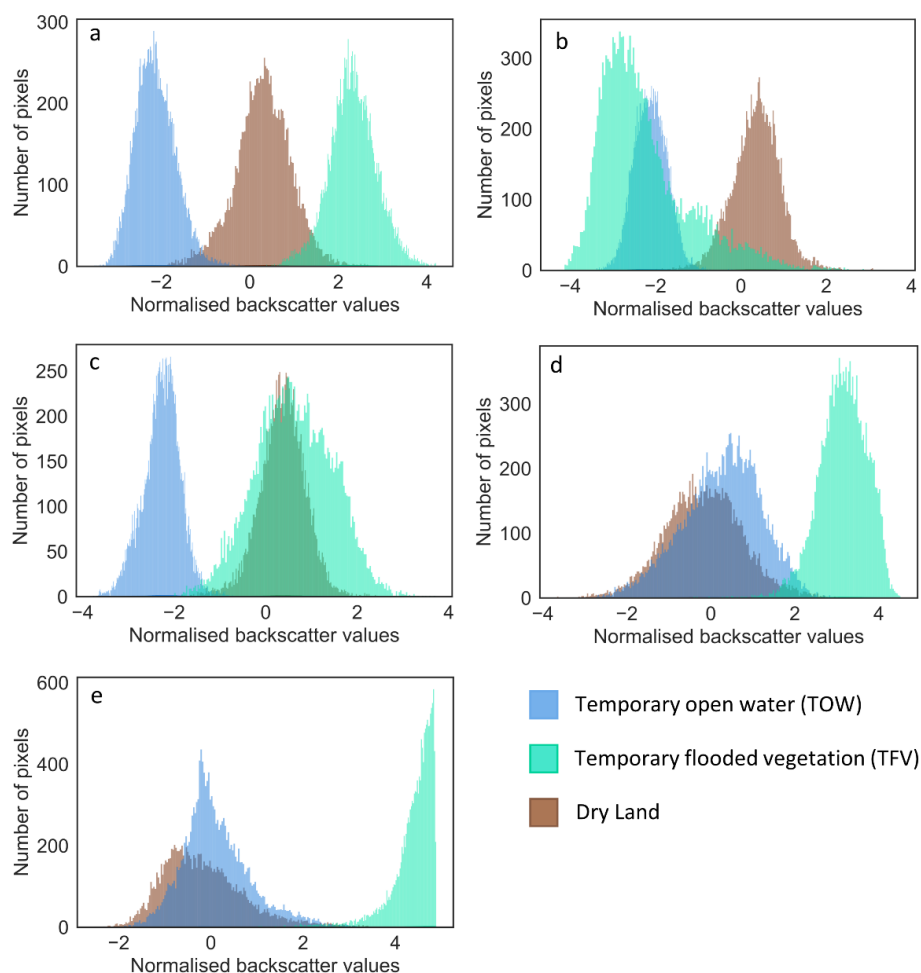 a
Number of pixels
300
200
100
0
-2
0
2
4
Normalised backscatter values
b
Number of pixels
300
200
100
0
−4
−2
0
2
4
Normalised backscatter values
c
Number of pixels
250
200
150
100
50
0
−4
−2
0
2
4
Normalised backscatter values
d
Number of pixels
300
200
100
0
−4
−2
0
2
4
Normalised backscatter values
e
Number of pixels
600
400
200
0
−2
0
2
4
Normalised backscatter values
Temporary open water (TOW)
Temporary flooded vegetation (TFV)
Dry Land